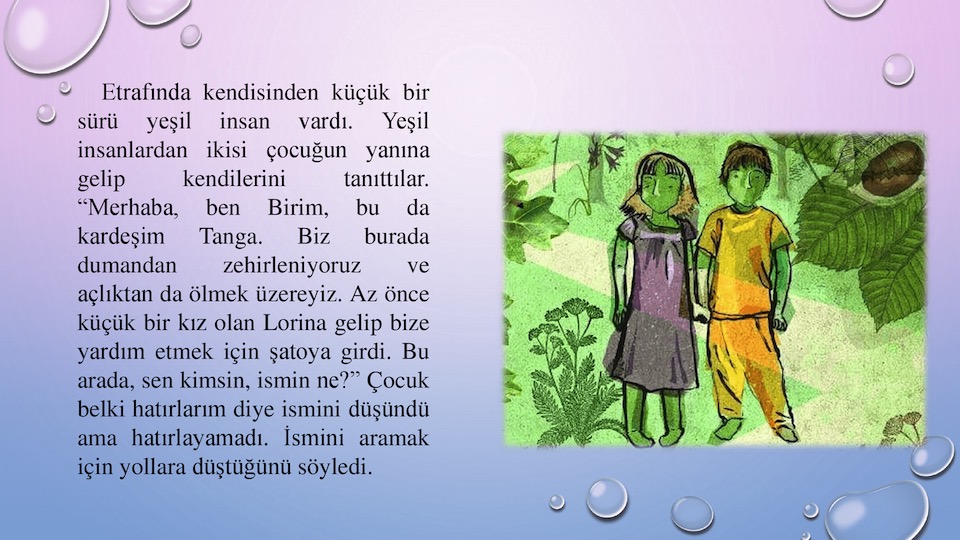 Etrafında kendisinden küçük bir
sürü yeşil insan vardı. Yeşil
insanlardan ikisi çocuğun yanına
gelip kendilerini tanıttılar.
“Merhaba, ben Birim, bu da
kardeşim Tanga. Biz burada
dumandan zehirleniyoruz ve
açlıktan da ölmek üzereyiz. Az önce
küçük bir kız olan Lorina gelip bize
yardım etmek için şatoya girdi. Bu
arada, sen kimsin, ismin ne?” Çocuk
belki hatırlarım diye ismini düşündü
ama hatırlayamadı. İsmini aramak
için yollara düştüğünü söyledi.